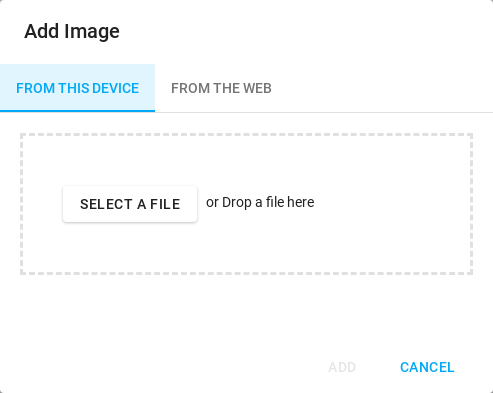 Add Image
FROM THIS DEVICE FROM THE WEB
SELECT A FILE or Drop a file here
ADD CANCEL